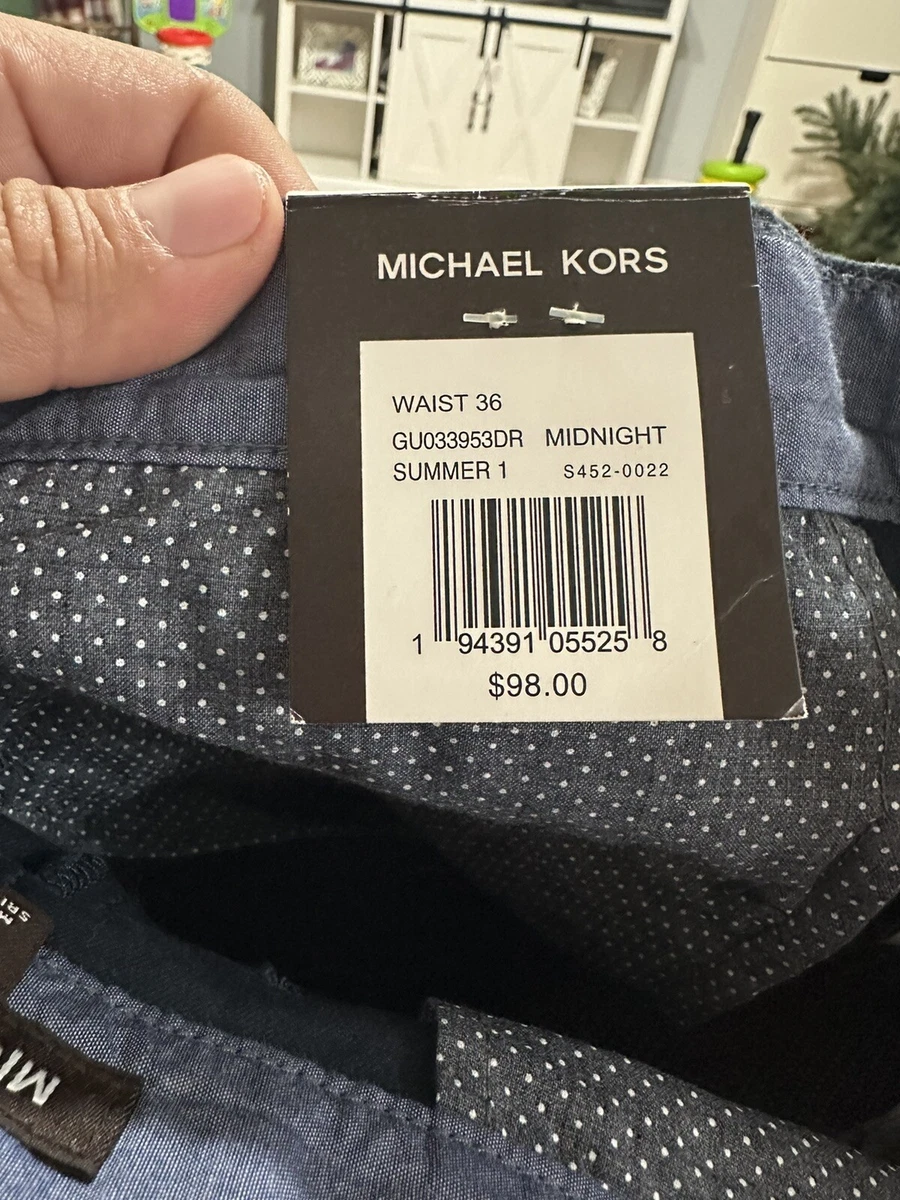 MICHAEL KORS
WAIST 36
GU033953DR MIDNIGHT
SUMMER 1 S452-0022
1 94391 05525 8
$98.00